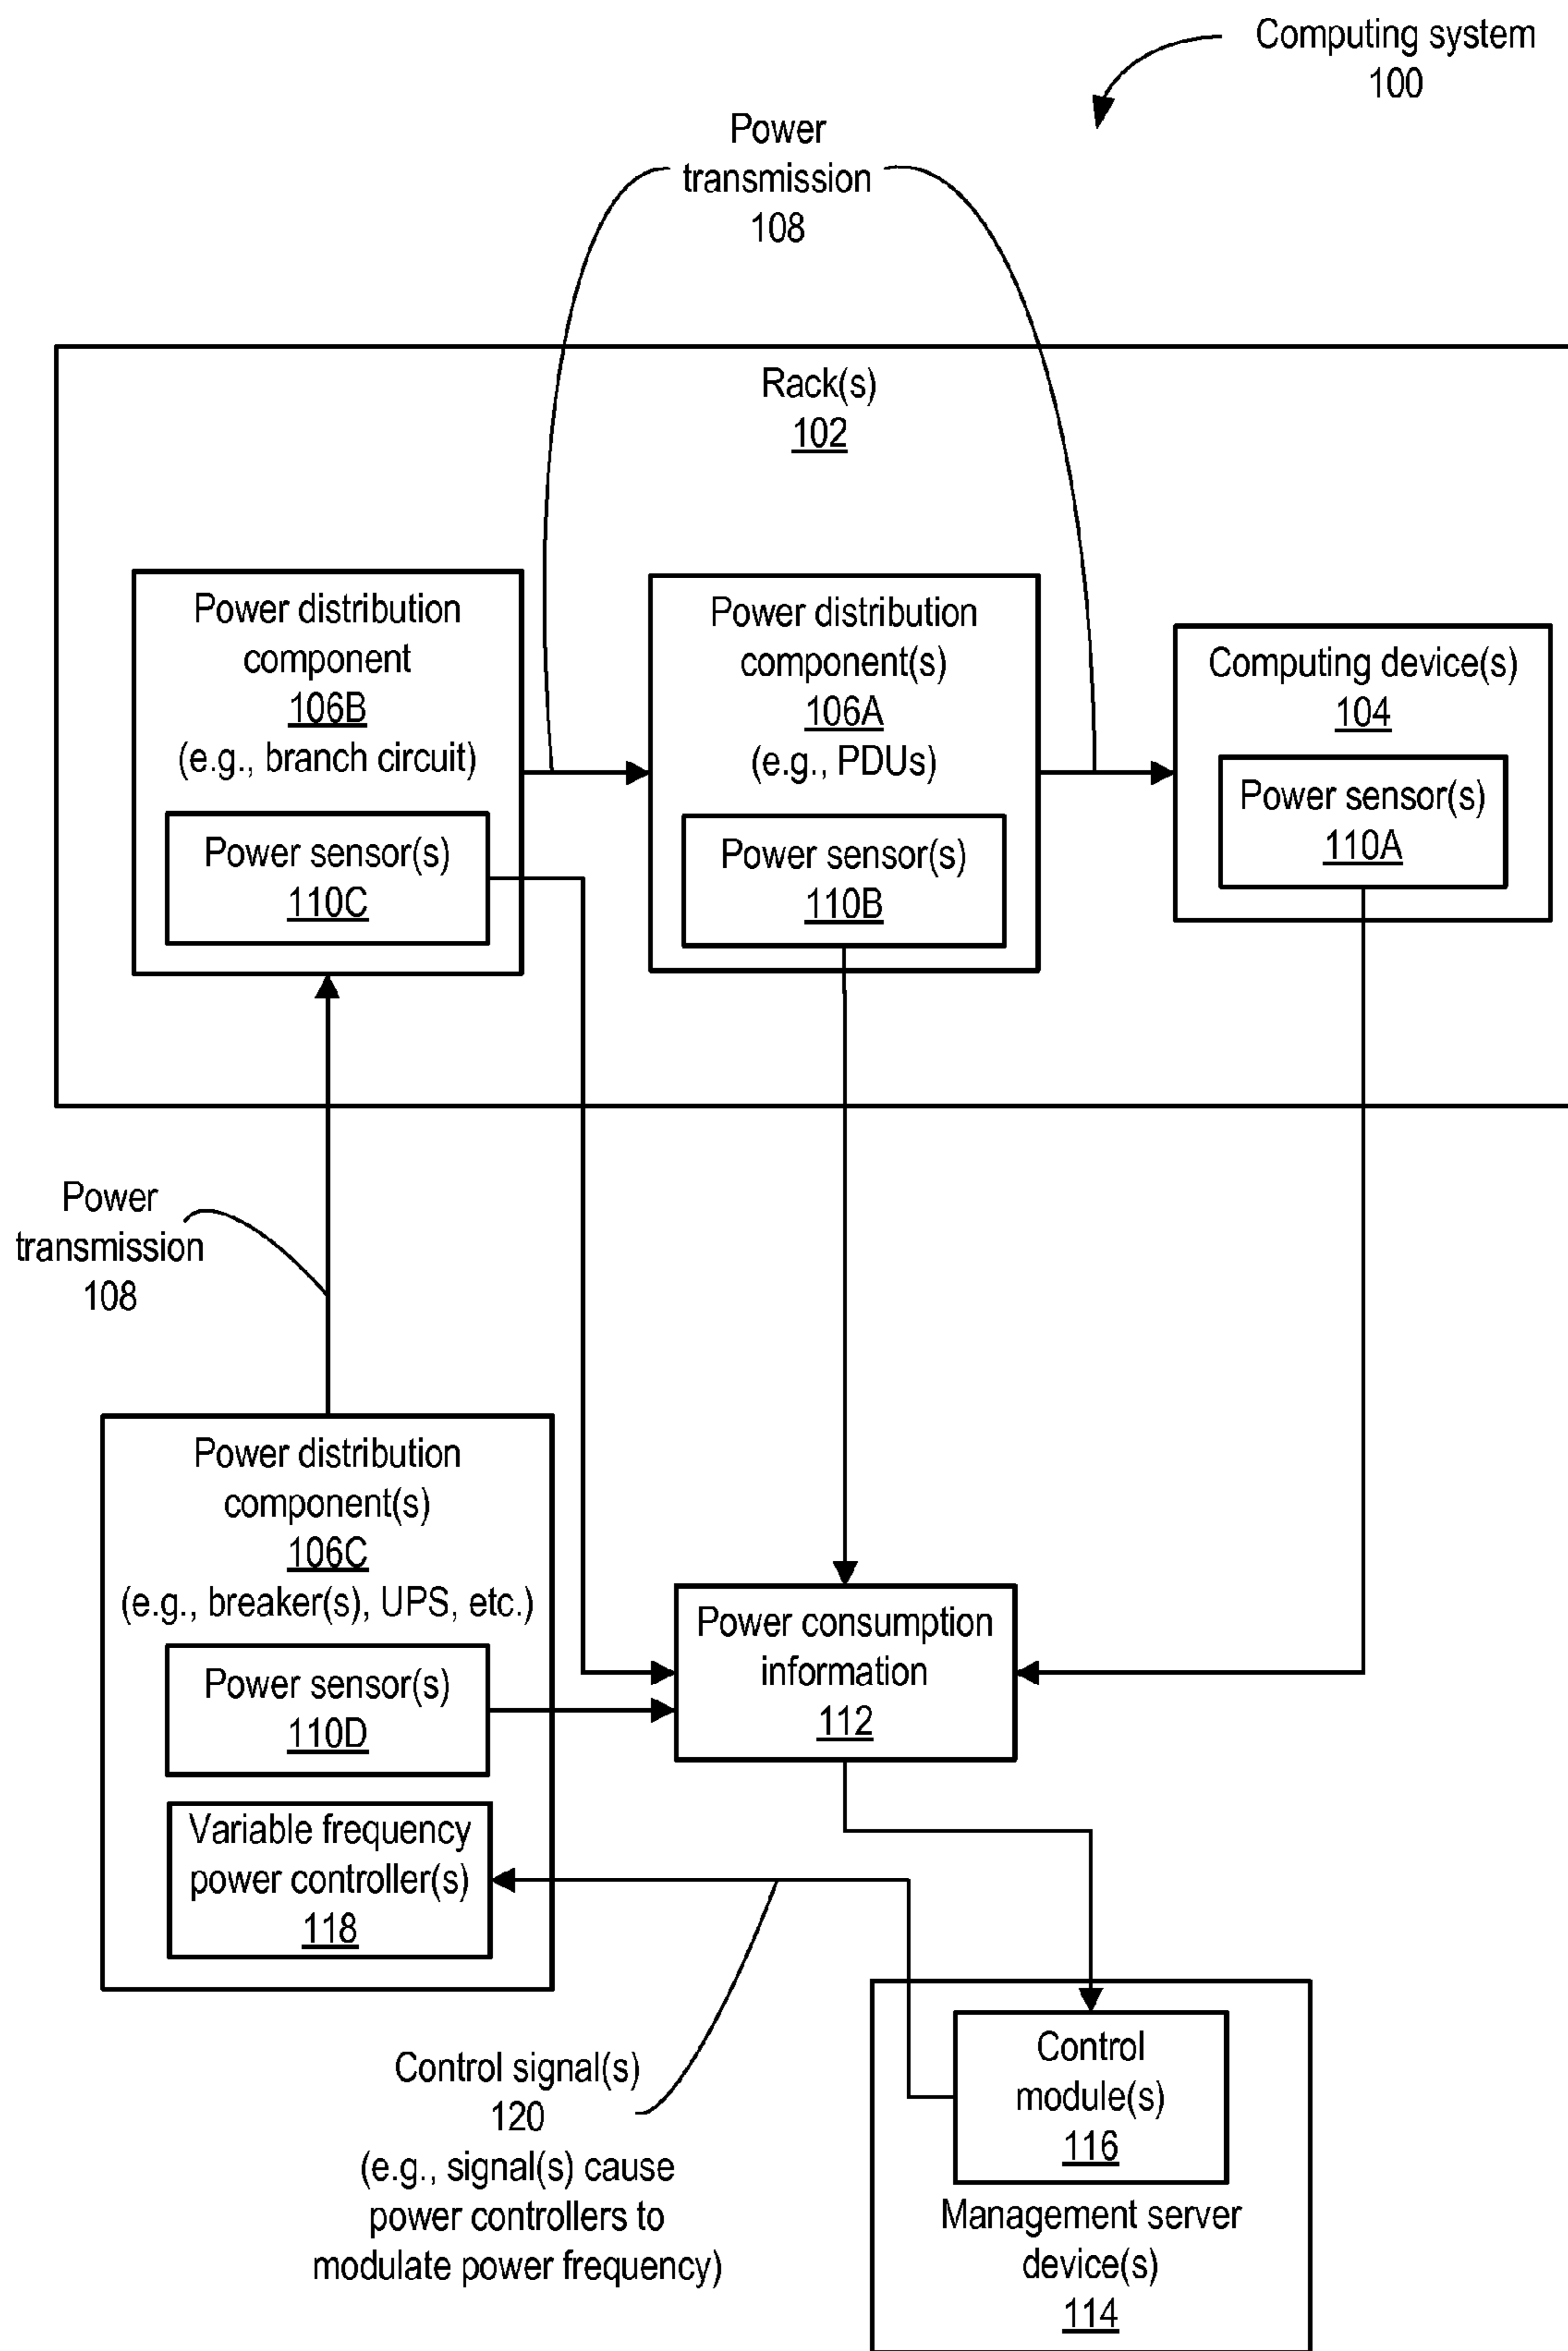 Computing system
100
Power
transmission
108
Rack(s)
102
Power distribution
component
106B
(e.g., branch circuit)
Power sensor(s)
110C
Power distribution
component(s)
106A
(e.g., PDUs)
Power sensor(s)
110B
Computing device(s)
104
Power sensor(s)
110A
Power
transmission
108
Power distribution
component(s)
106C
(e.g., breaker(s), UPS, etc.)
Power sensor(s)
110D
Variable frequency
power controller(s)
118
Power consumption
information
112
Control signal(s)
120
(e.g., signal(s) cause
power controllers to
modulate power frequency)
Control
module(s)
116
Management server
device(s)
114